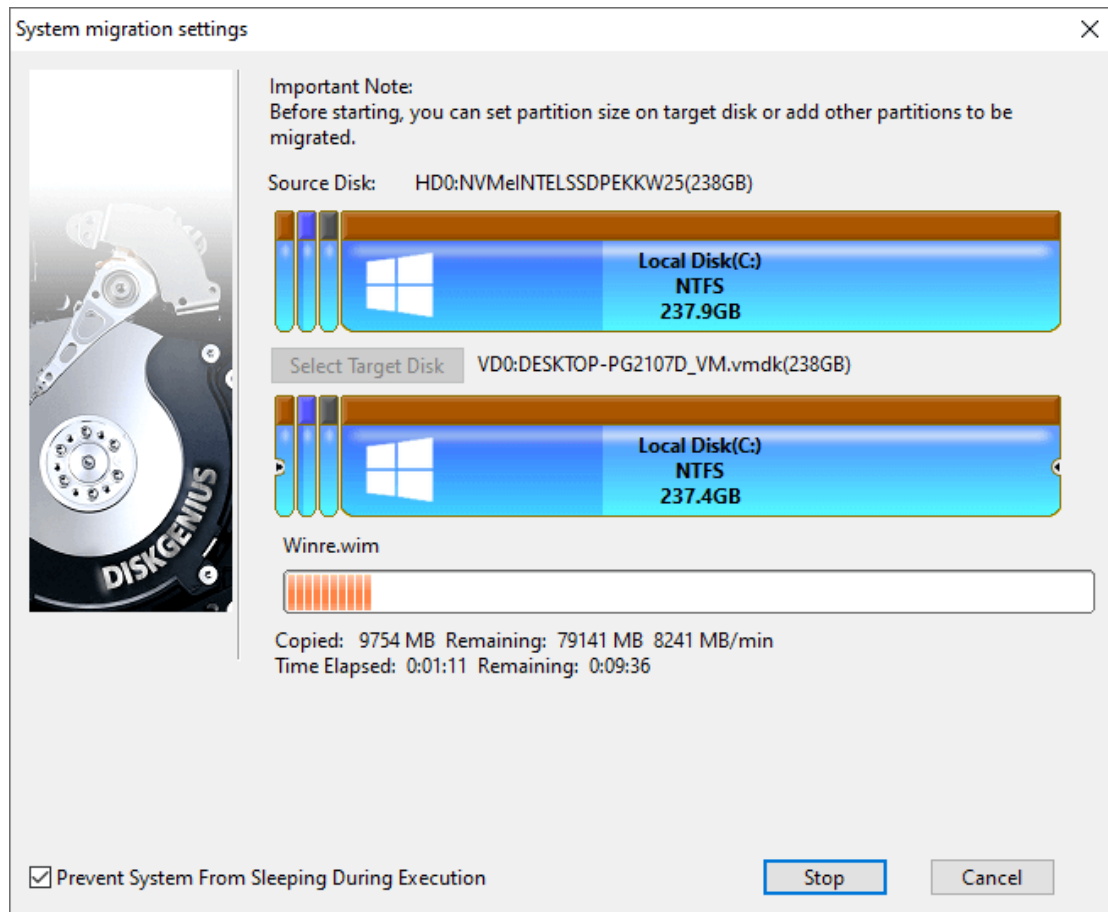 System migration settings
Important Note:
Before starting, you can set partition size on target disk or add other partitions to be
migrated.
Source Disk: HD0:NVMeINTELSSDPEKKW25(238GB)
Local Disk(C:)
NTFS
237.9GB
Select Target Disk VD0:DESKTOP-PG2107D_VM.vmdk(238GB)
Local Disk(C:)
NTFS
237.4GB
DISKGENIUS
Winre.wim
Copied: 9754 MB Remaining: 79141 MB 8241 MB/min
Time Elapsed: 0:01:11 Remaining: 0:09:36
Prevent System From Sleeping During Execution
Stop
Cancel